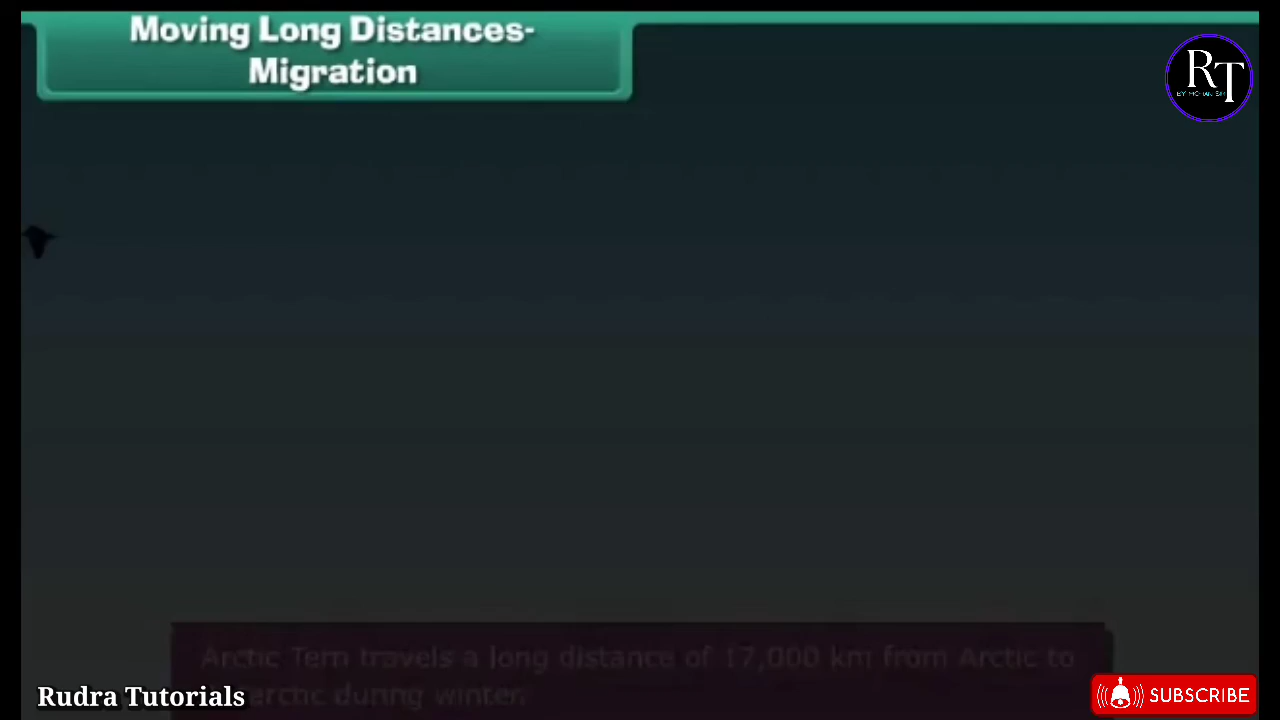 Moving Long Distances-
Migration
RT
Arctic Tern travels a long distance of 17,000 km from Arctic to
during winter.
Rudra Tutorials
SUBSCRIBE